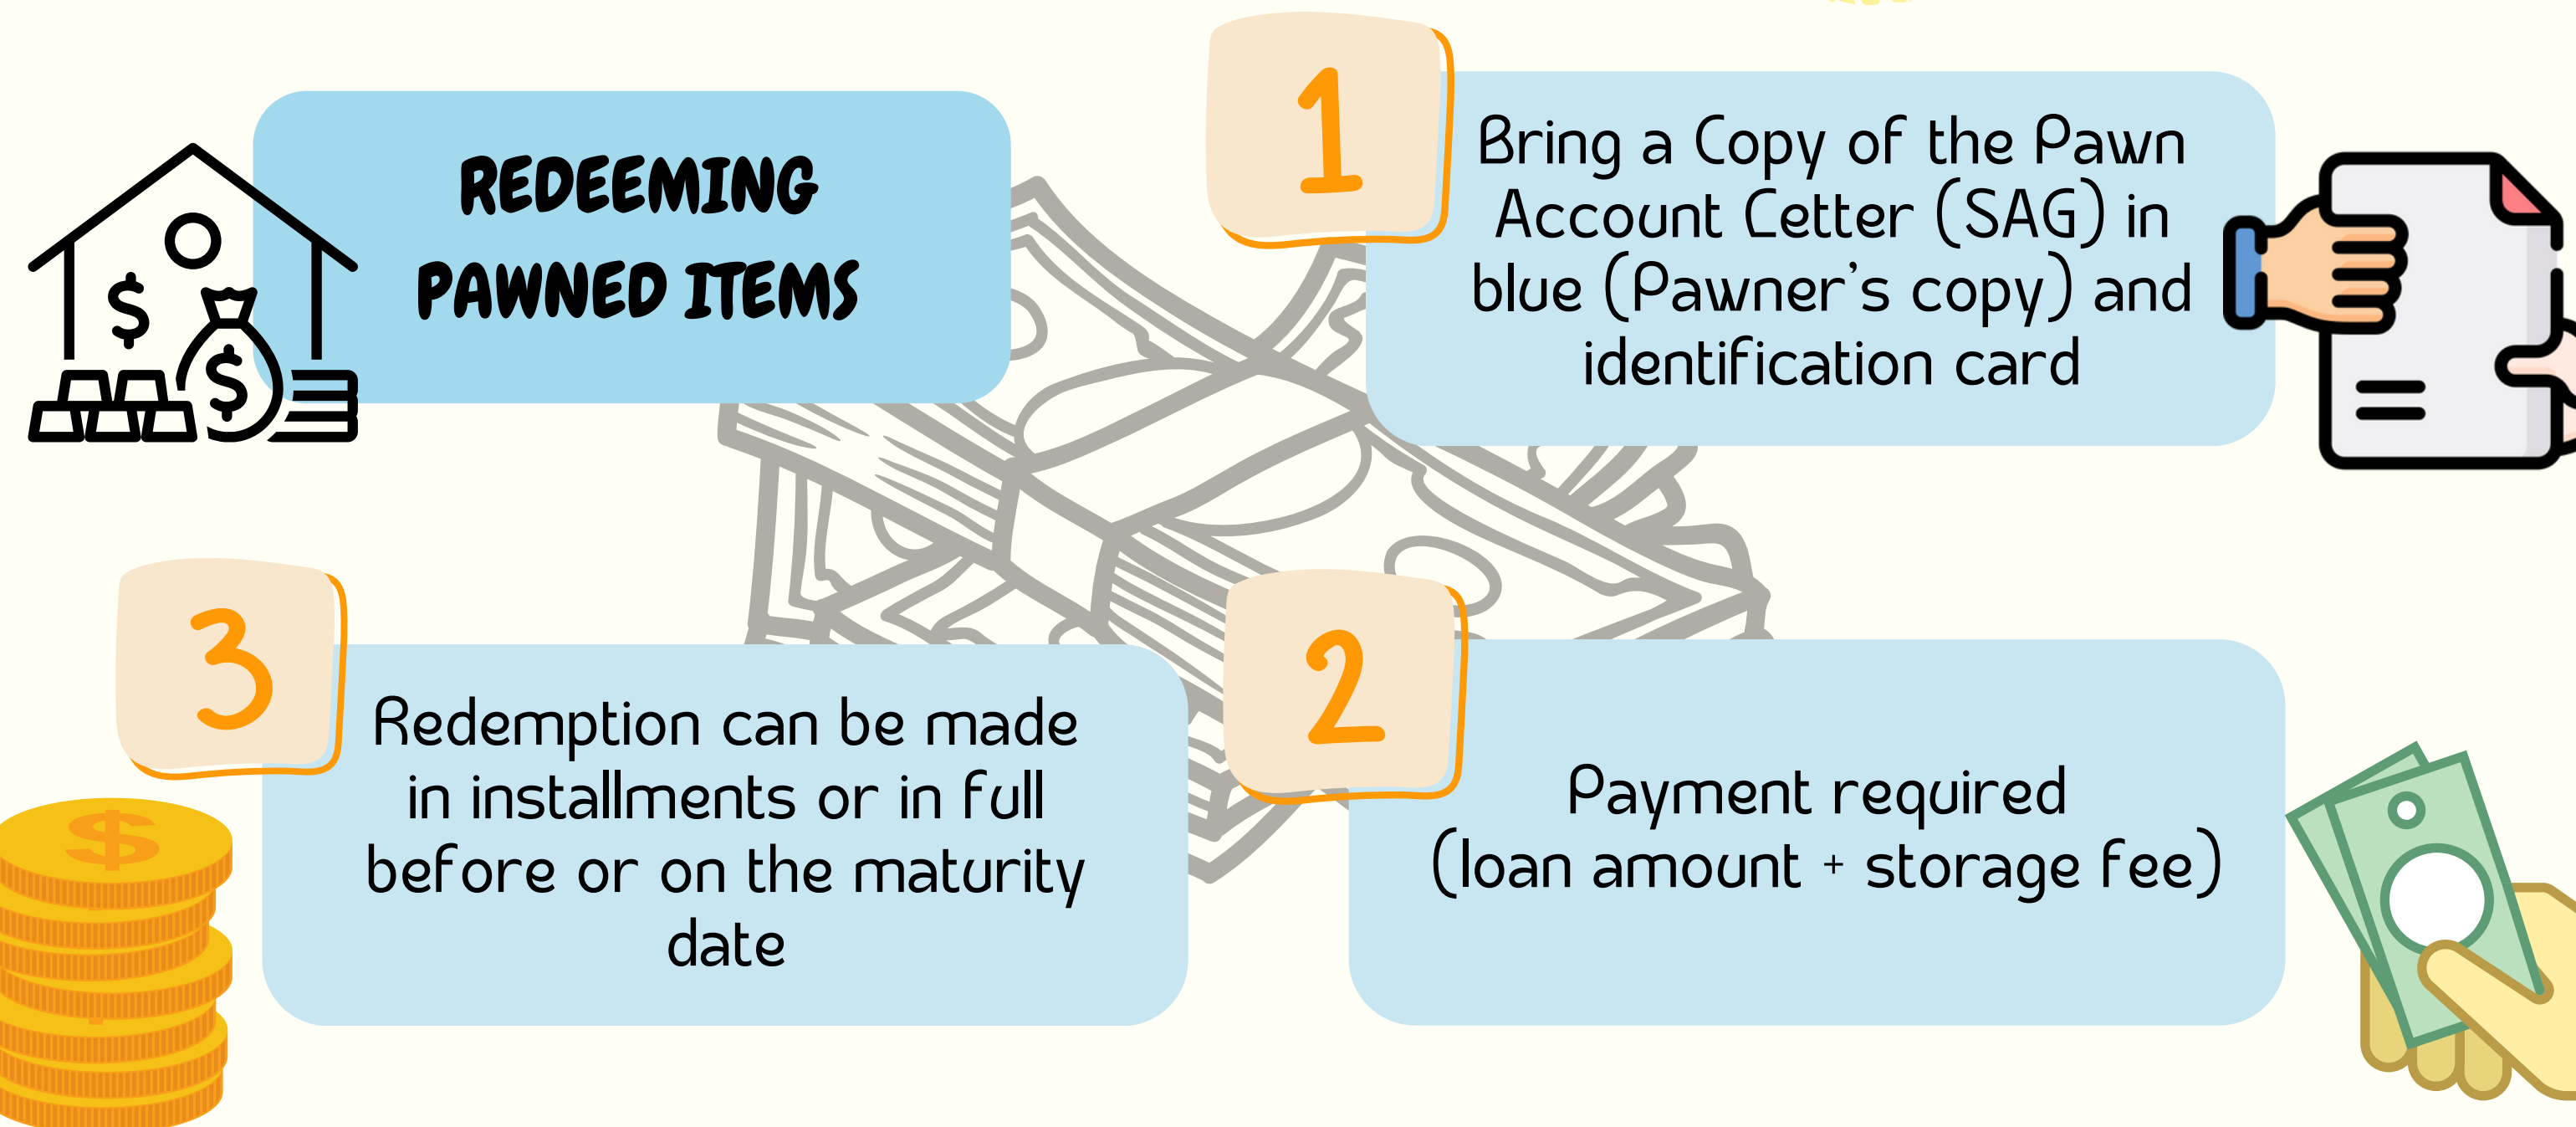 REDEEMING
PAWNED ITEMS
1
Bring a Copy of the Pawn
Account Letter (SAG) in
blue (Pawner's copy) and
identification card
2
Payment required
(loan amount + storage fee)
3
Redemption can be made
in installments or in full
before or on the maturity
date